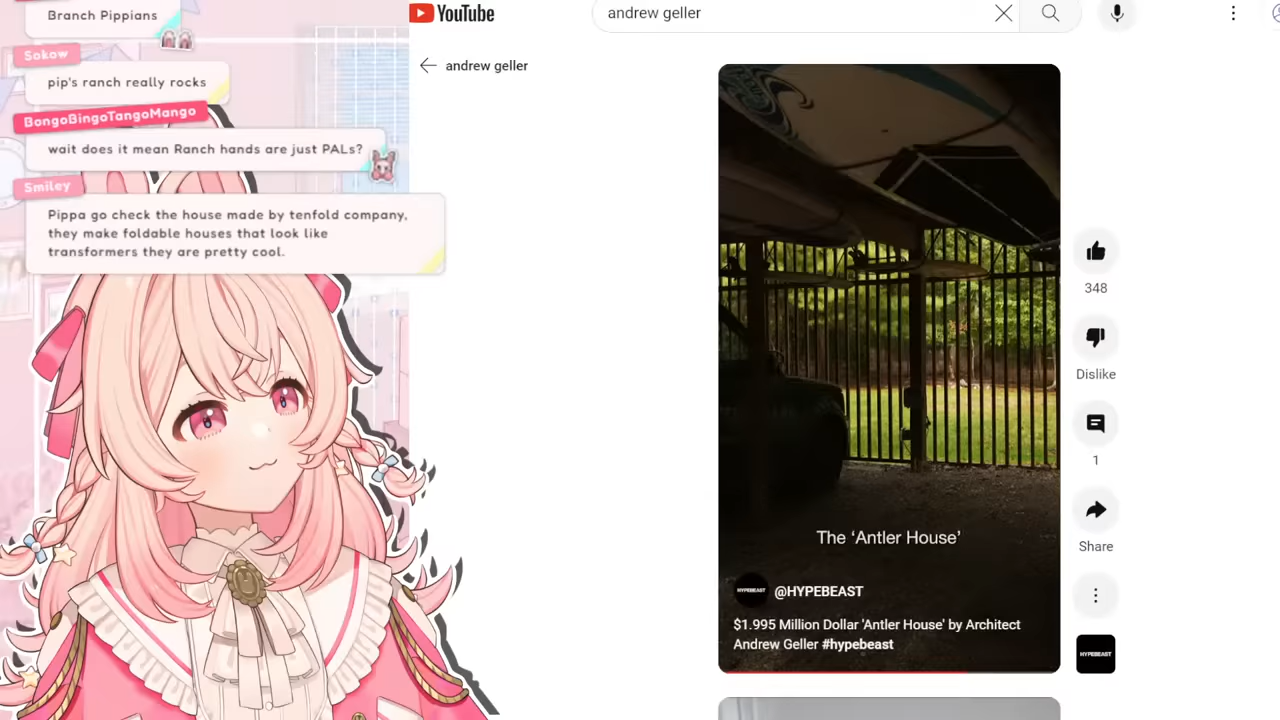 Branch Pippians
Sokow
pip's ranch really rocks
BongoBingoTangoMango
wait does it mean Ranch hands are just PALs?
Smiley
Pippa go check the house made by tenfold company,
they make foldable houses that look like
transformers they are pretty cool.
YouTube
andrew geller
andrew geller
The ‘Antler House’
HYPEBEAST
@HYPEBEAST
$1.995 Million Dollar 'Antler House' by Architect
Andrew Geller #hypebeast
348
Dislike
1
Share
HYPEBEAST